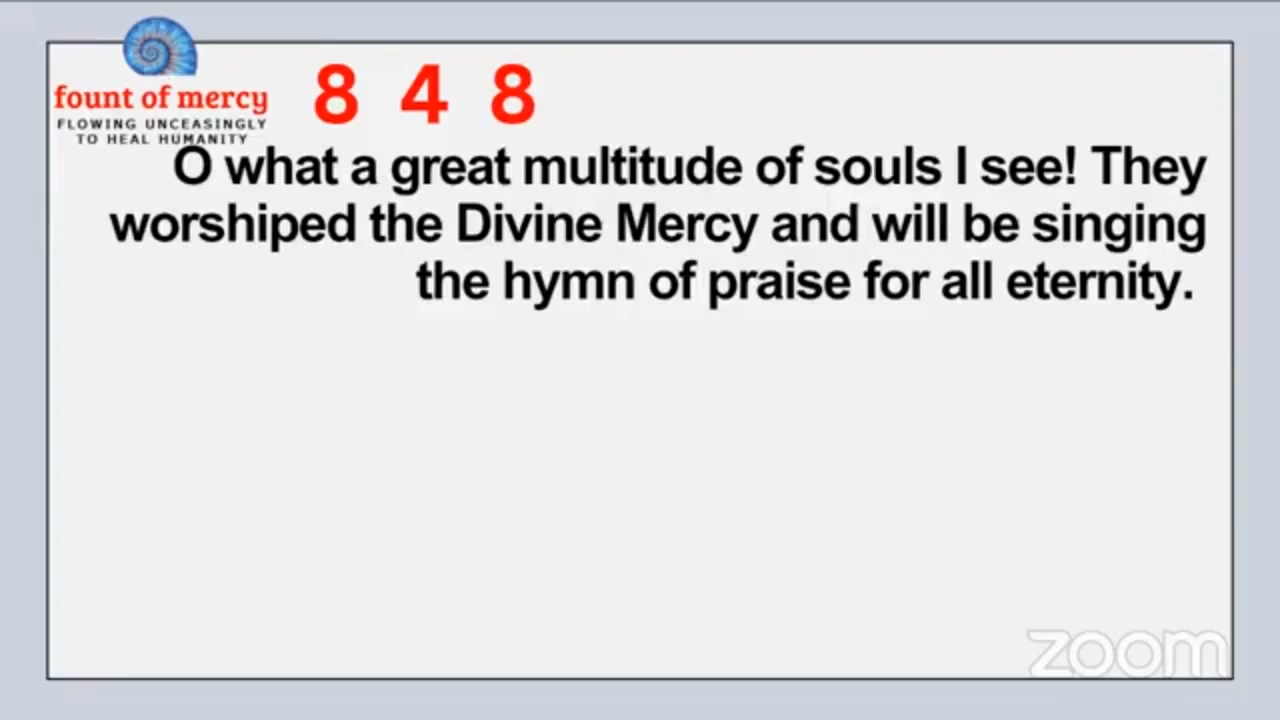 fount of mercy
FLOWING UNCEASINGLY
TO HEAL HUMANITY
8 4 8
O what a great multitude of souls I see! They
worshiped the Divine Mercy and will be singing
the hymn of praise for all eternity.
zoom